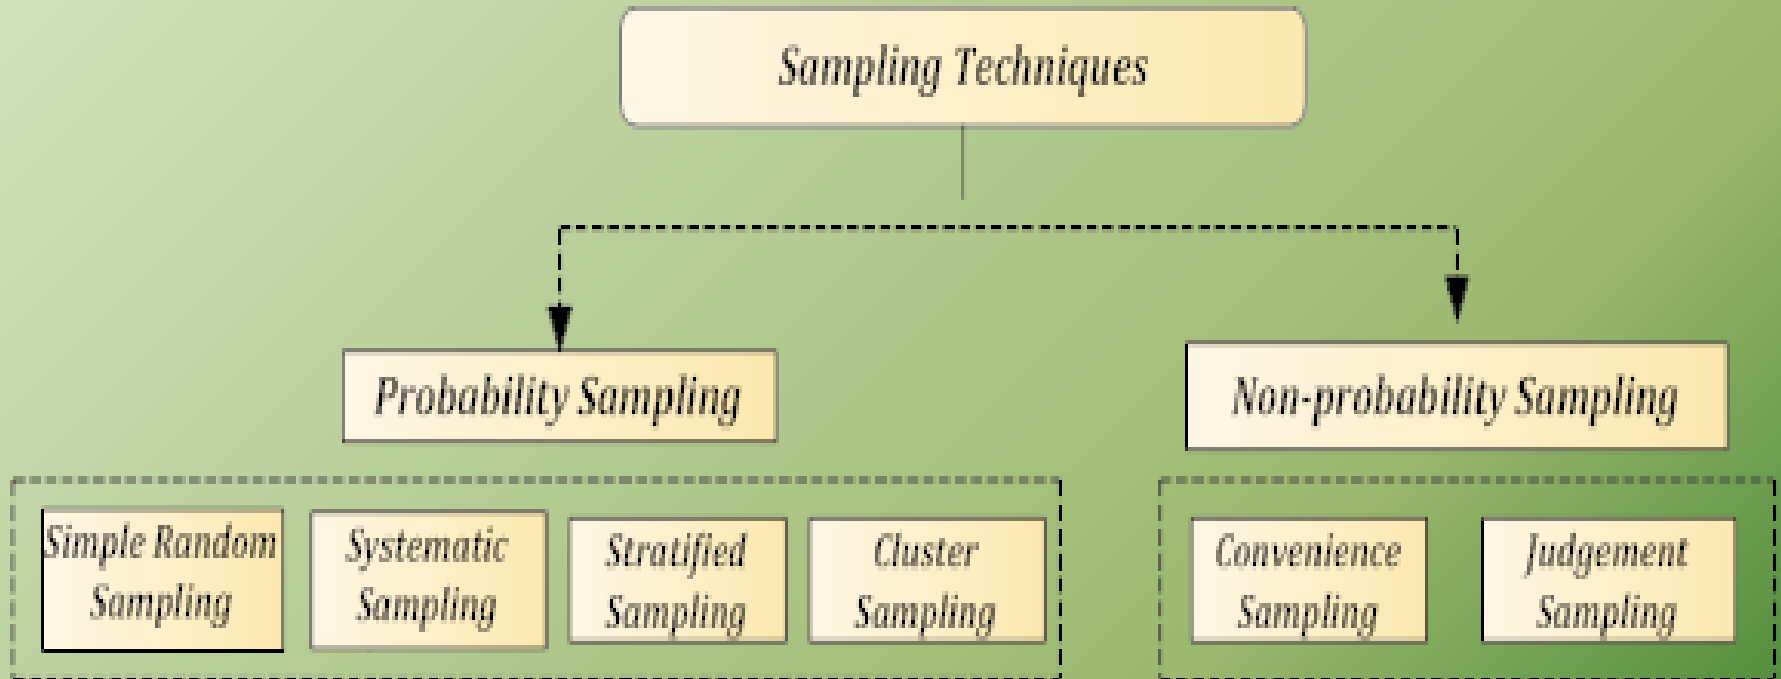 Sampling Techniques
Probability Sampling
Non-probability Sampling
Simple Random
Sampling
Systematic
Sampling
Stratified
Sampling
Cluster
Sampling
Convenience
Sampling
Judgement
Sampling